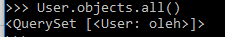 >>> User.objects.all()
<QuerySet [<User: oleh>]>